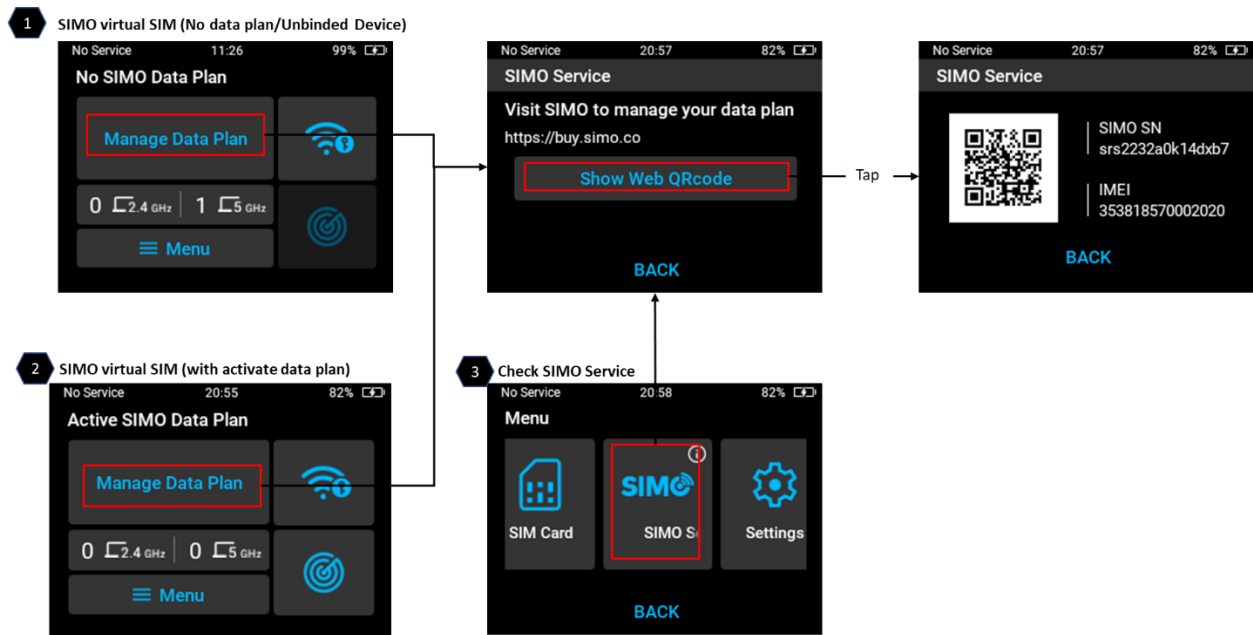 1
SIMO virtual SIM (No data plan/Unbinded Device)
No Service 11:26 99%
No SIMO Data Plan
Manage Data Plan
0 2.4 GHz 1 5 GHz
Menu
No Service 20:57 82%
SIMO Service
Visit SIMO to manage your data plan
https://buy.simo.co
Show Web QRcode
BACK
Tap
No Service 20:57 82%
SIMO Service
SIMO SN
srs2232a0k14dxb7
IMEI
353818570002020
BACK
2
SIMO virtual SIM (with activate data plan)
No Service 20:55 82%
Active SIMO Data Plan
Manage Data Plan
0 2.4 GHz 0 5 GHz
Menu
3
Check SIMO Service
No Service 20:58 82%
Menu
SIMO
SIM Card SIMO Se Settings
BACK